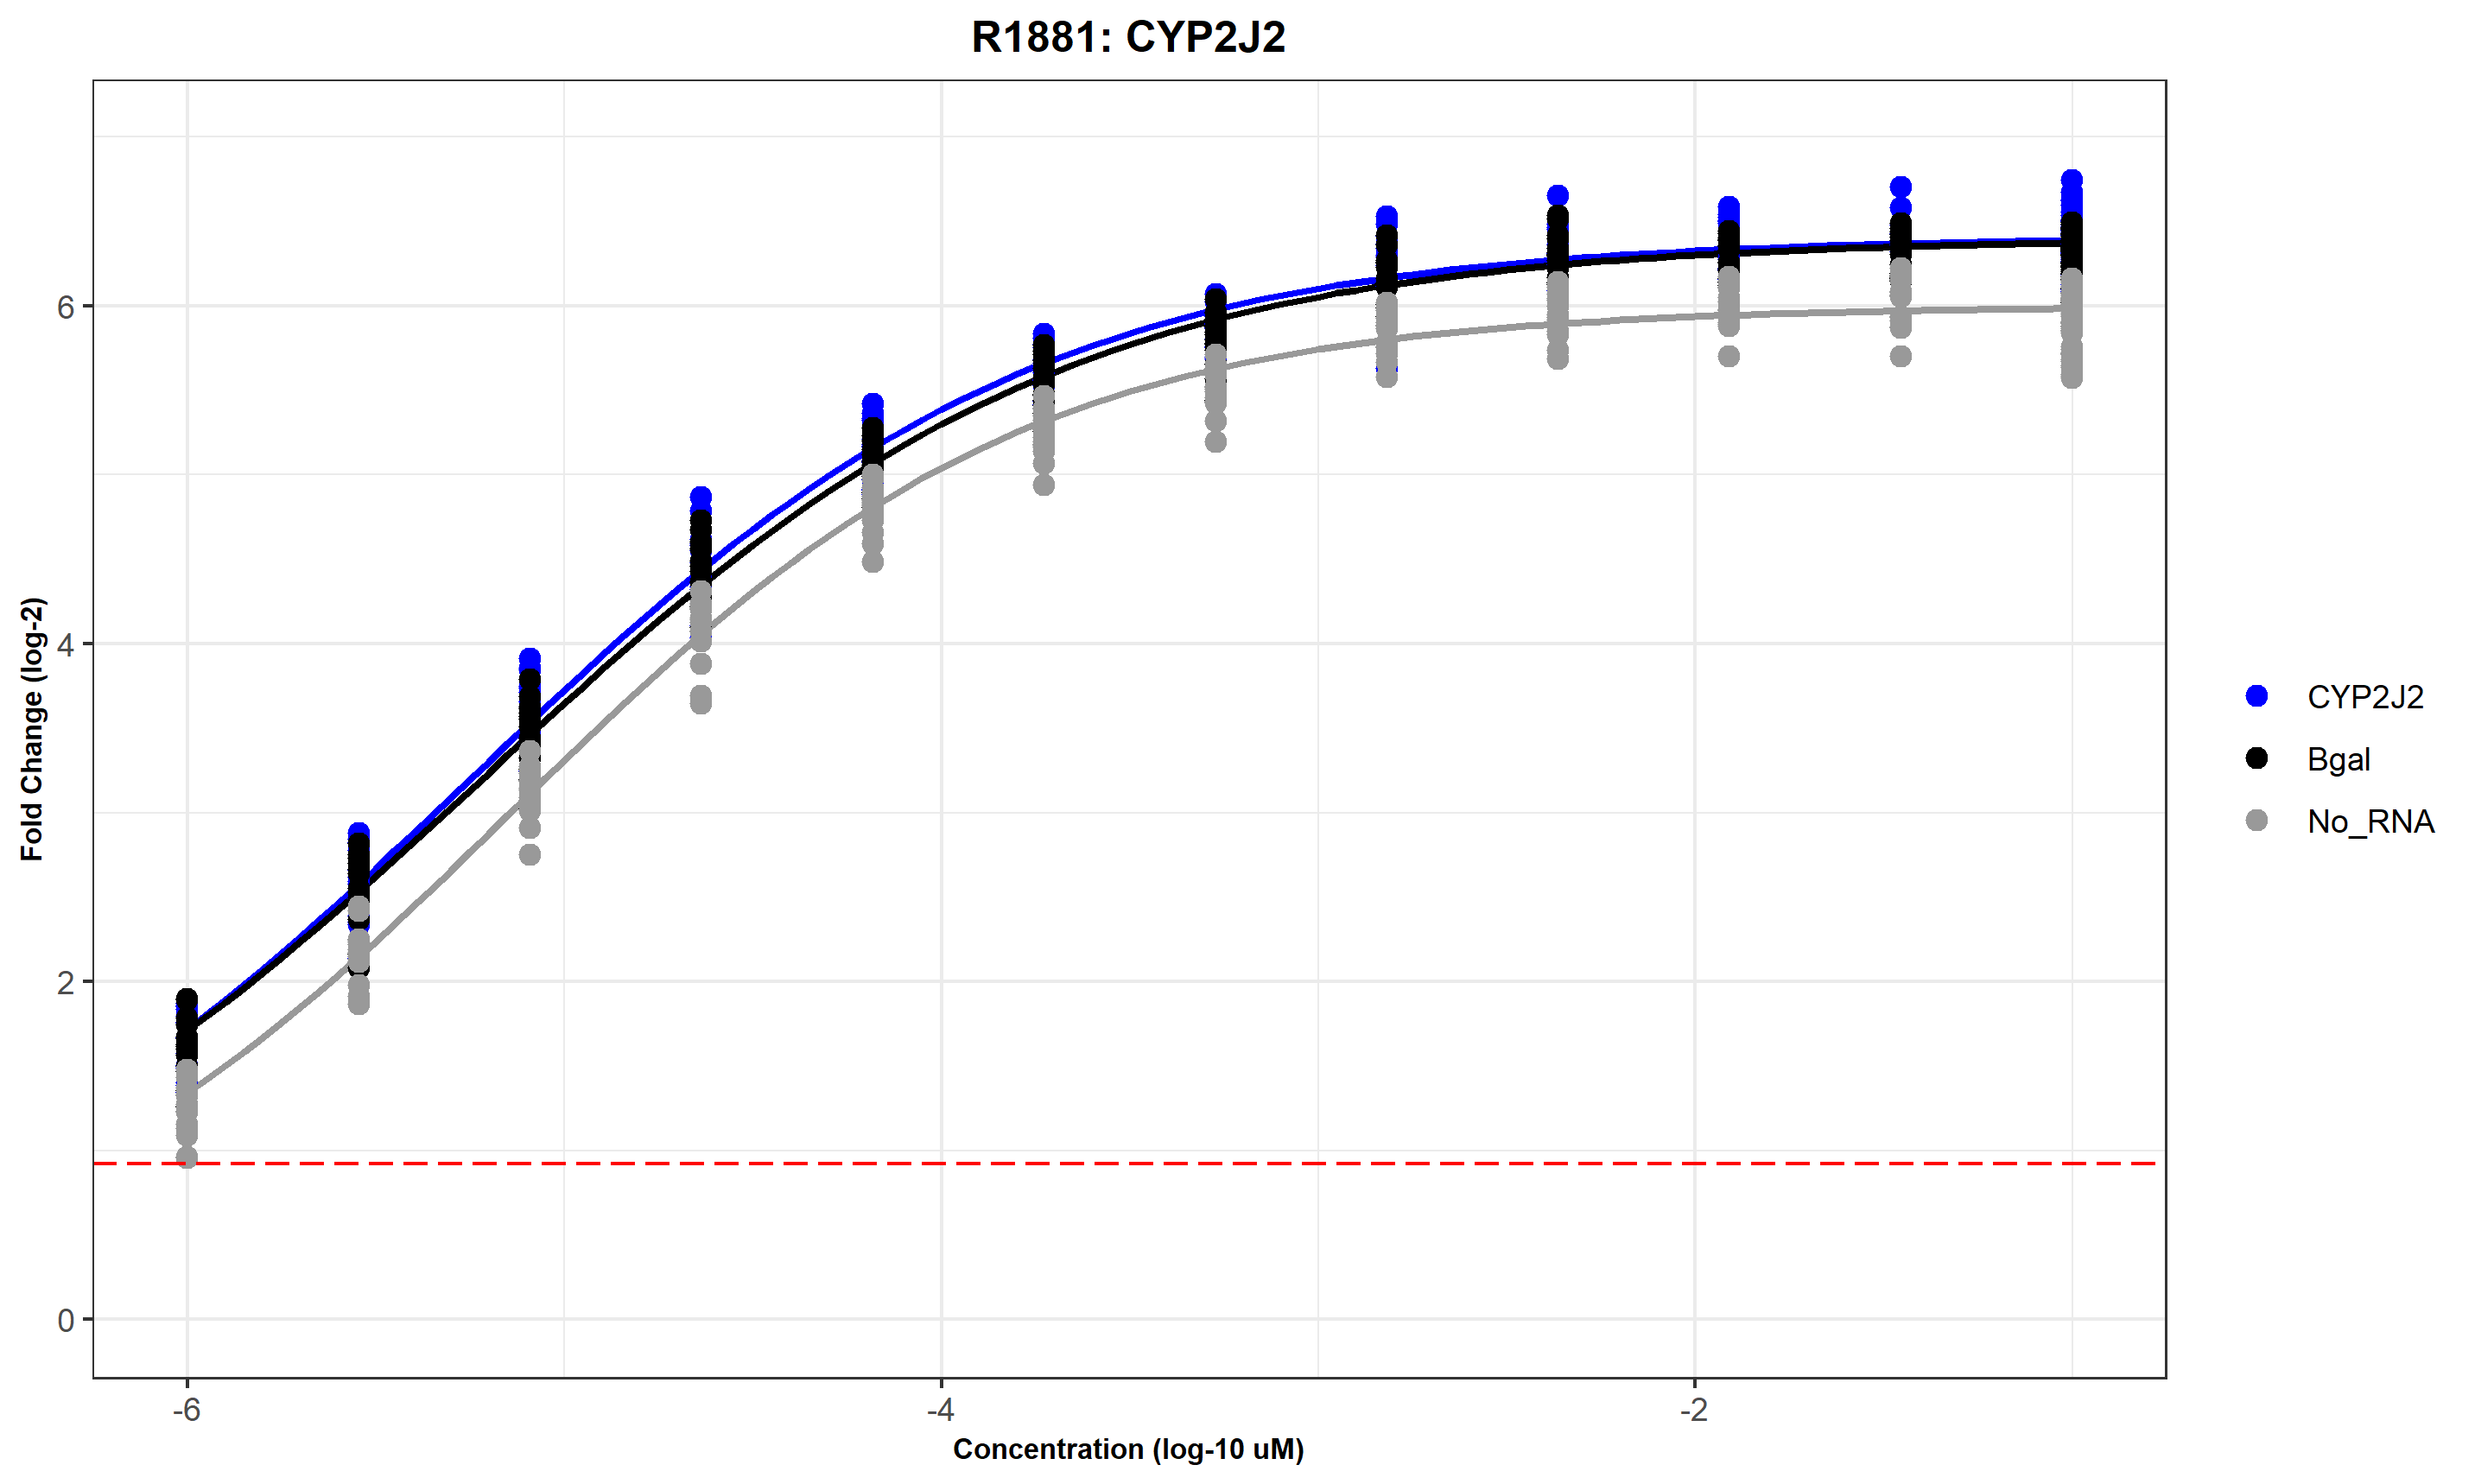 R1881: CYP2J2
Fold Change (log-2)
6
4
2
0
-6
-4
-2
Concentration (log-10 uM)
CYP2J2
Bgal
No_RNA